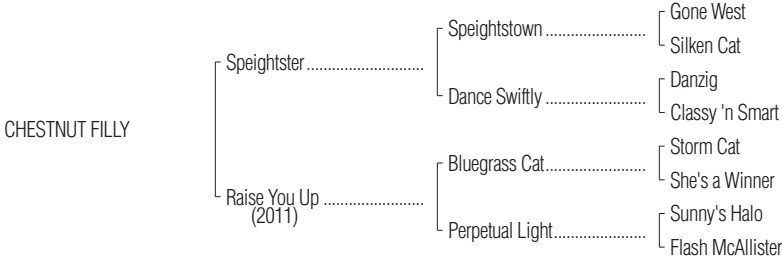 Gone West
Speightstown ........................
Silken Cat
Speightster............................
Danzig
Dance Swiftly ........................
Classy 'n Smart
CHESTNUT FILLY
Storm Cat
Bluegrass Cat........................
She's a Winner
Raise You Up ........................
(2011)
Sunny's Halo
Perpetual Light......................
Flash McAllister